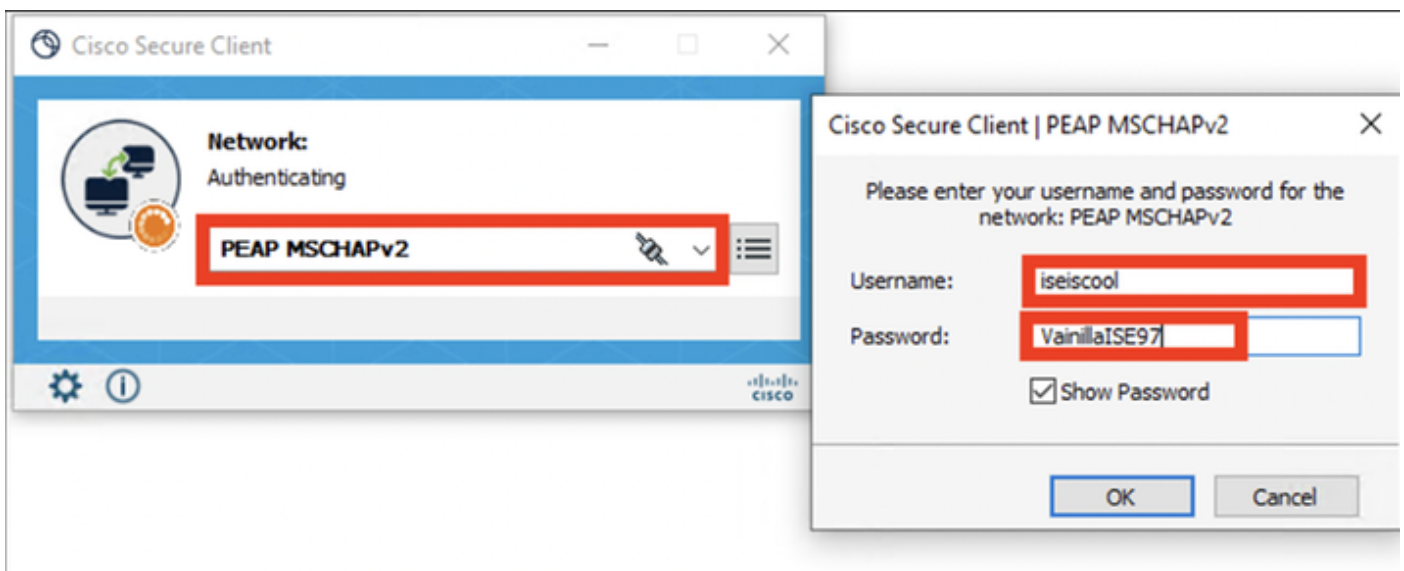 Cisco Secure Client
Network:
Authenticating
PEAP MSCHAPv2
cisco
Cisco Secure Client | PEAP MSCHAPv2
Please enter your username and password for the
network: PEAP MSCHAPv2
Username: iseiscool
Password: VainillaISE97
Show Password
OK Cancel